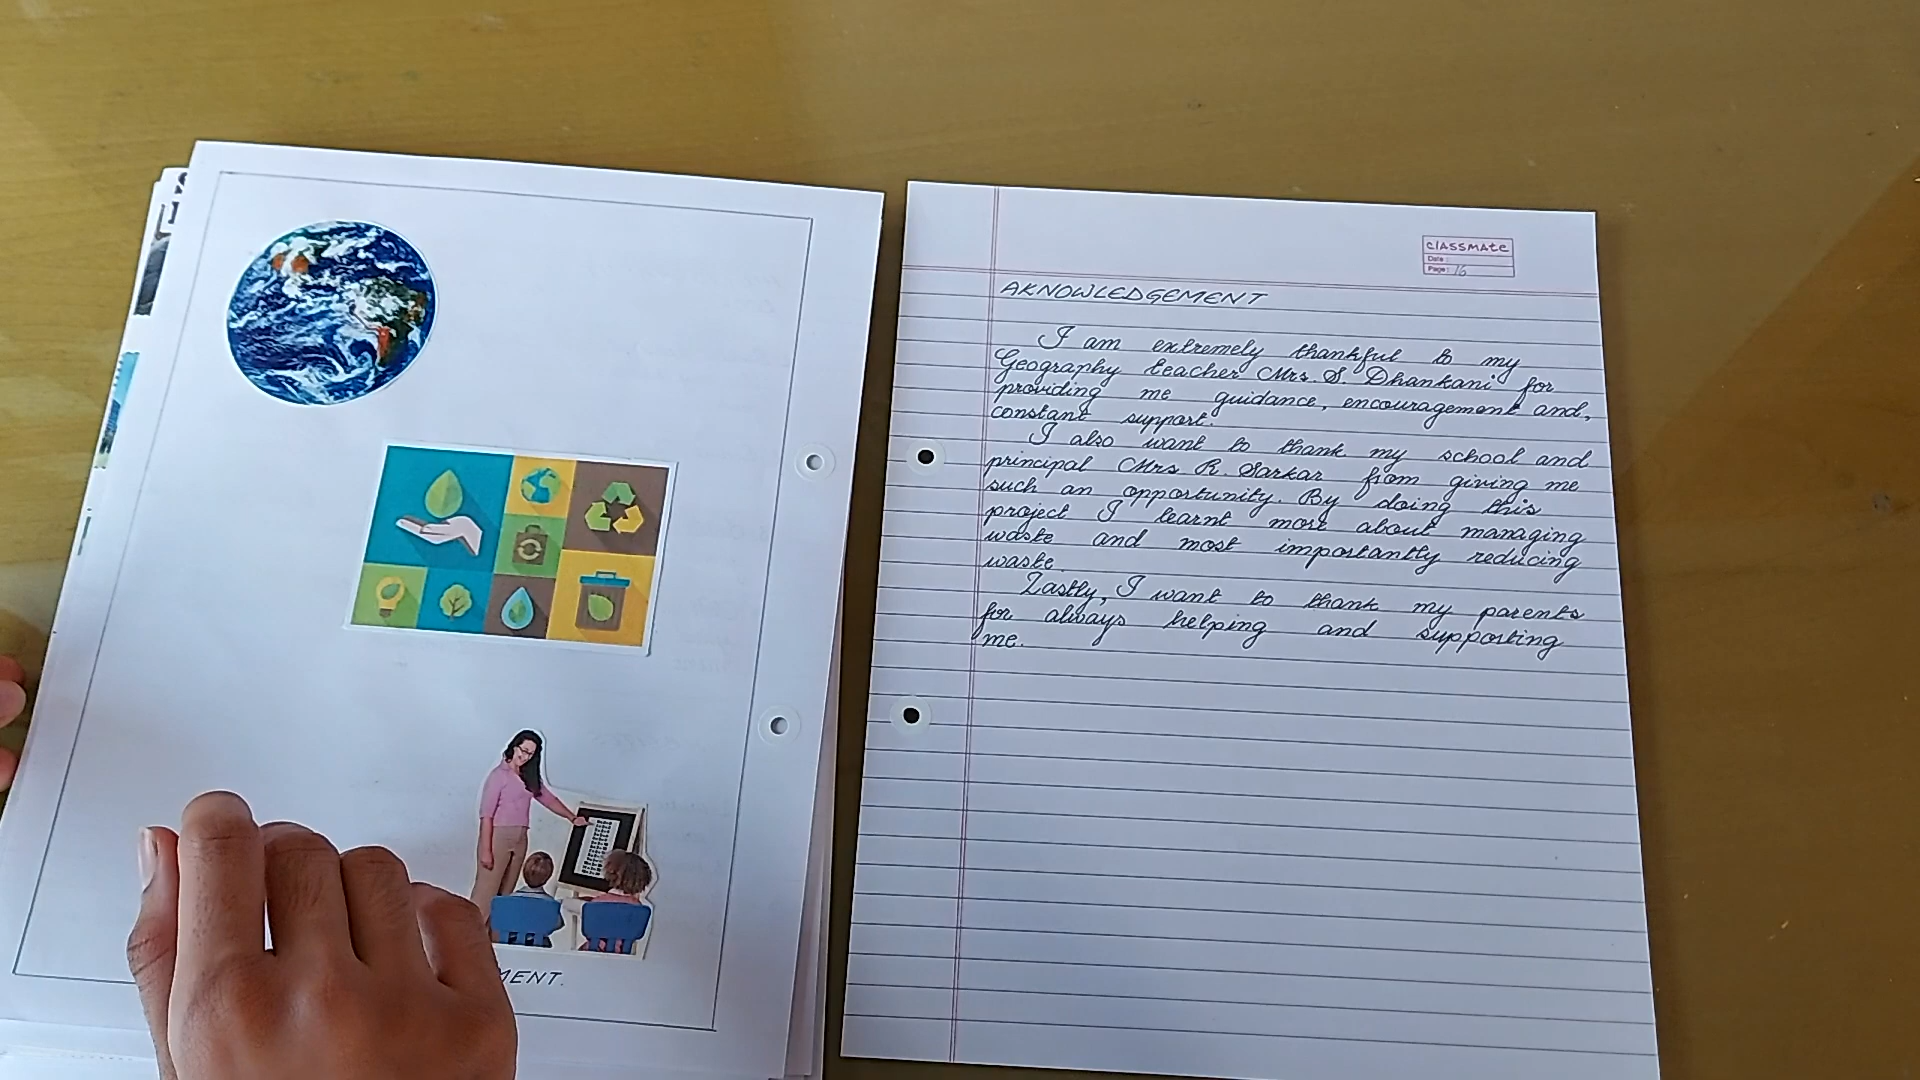 MENT.
classmate
Date :
Page : 16
AKNOWLEDGEMENT
I am extremely thankful to my
Geography teacher Mrs. S. Dhankani for
providing me guidance, encouragement and,
constant support.
I also want to thank my school and
principal Mrs R. Sarkar from giving me
such an opportunity. By doing this
project I learnt more about managing
waste and most importantly reducing
waste.
Lastly, I want to thank my parents
for always helping and supporting
me.